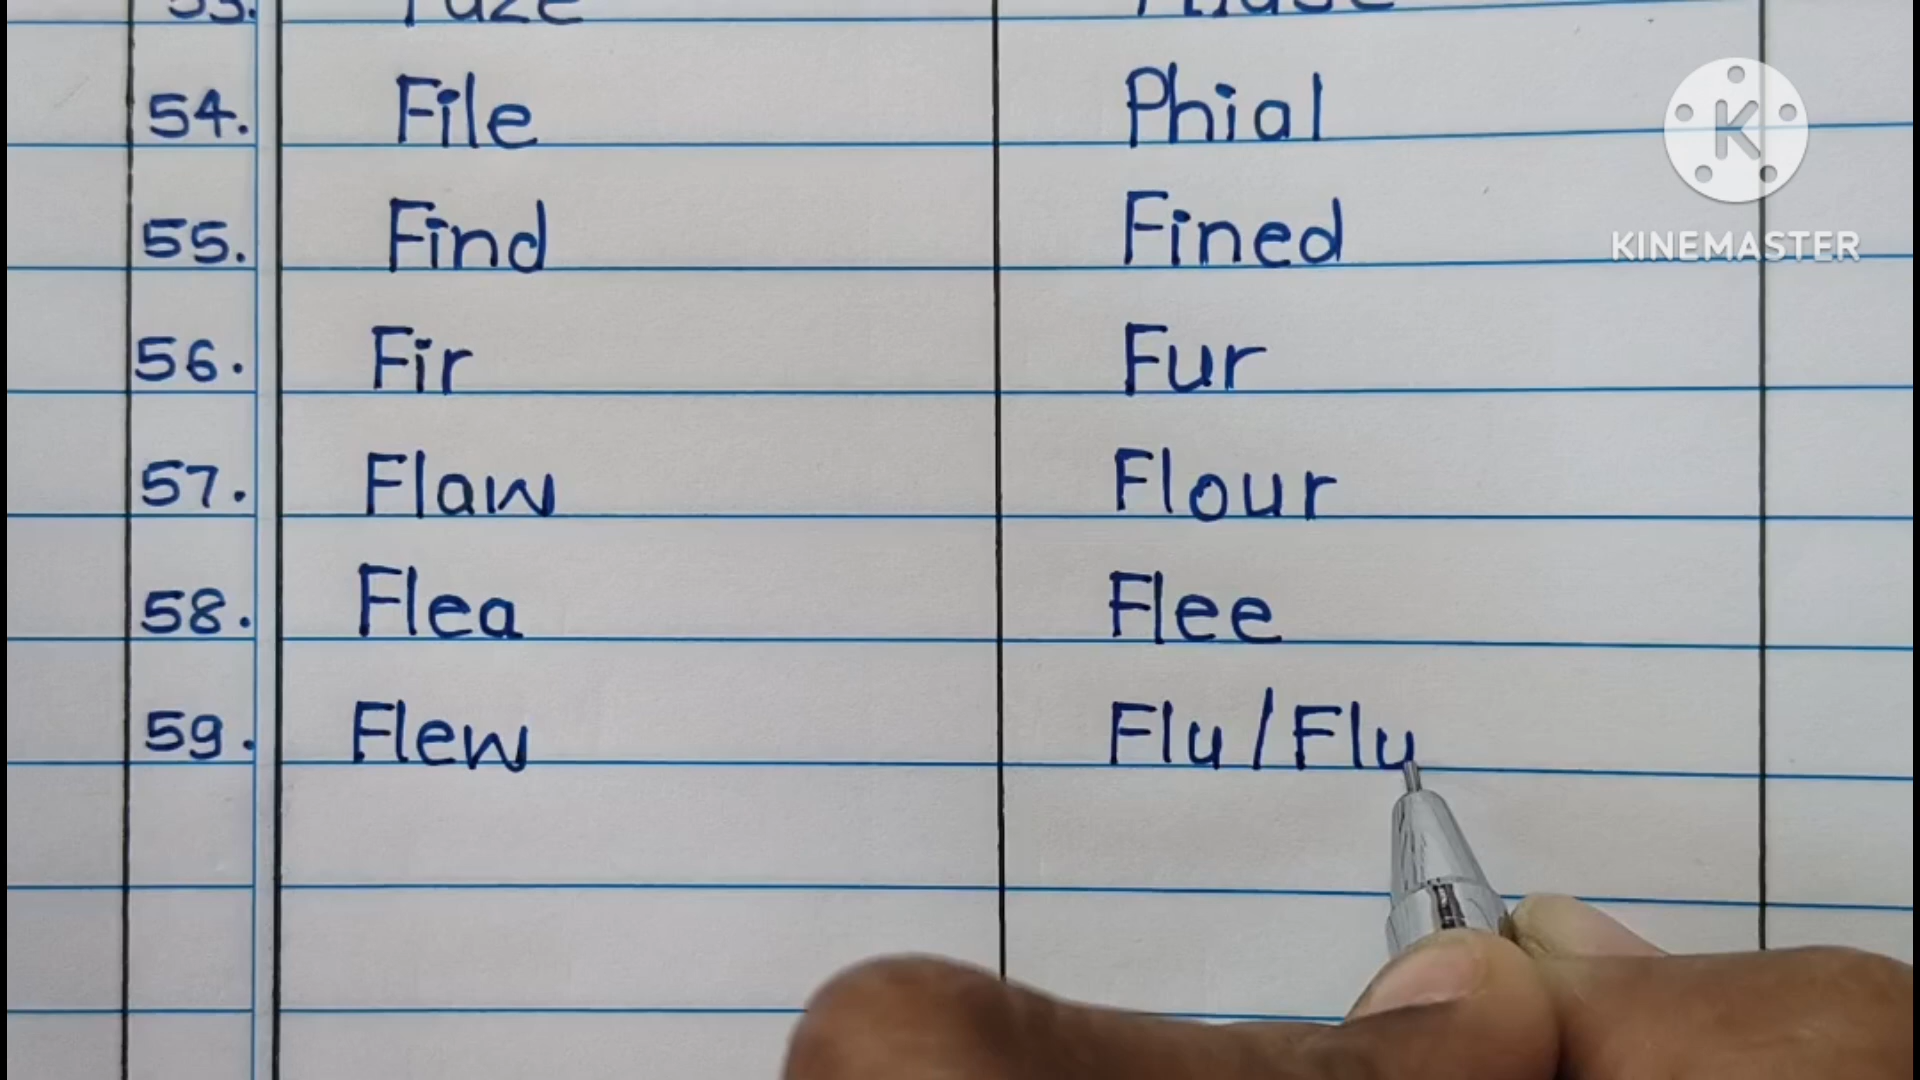 54. File Phial
55. Find Fined
56. Fir Fur
57. Flaw Flour
58. Flea Flee
59. Flew Flu/Flu
KINEMASTER